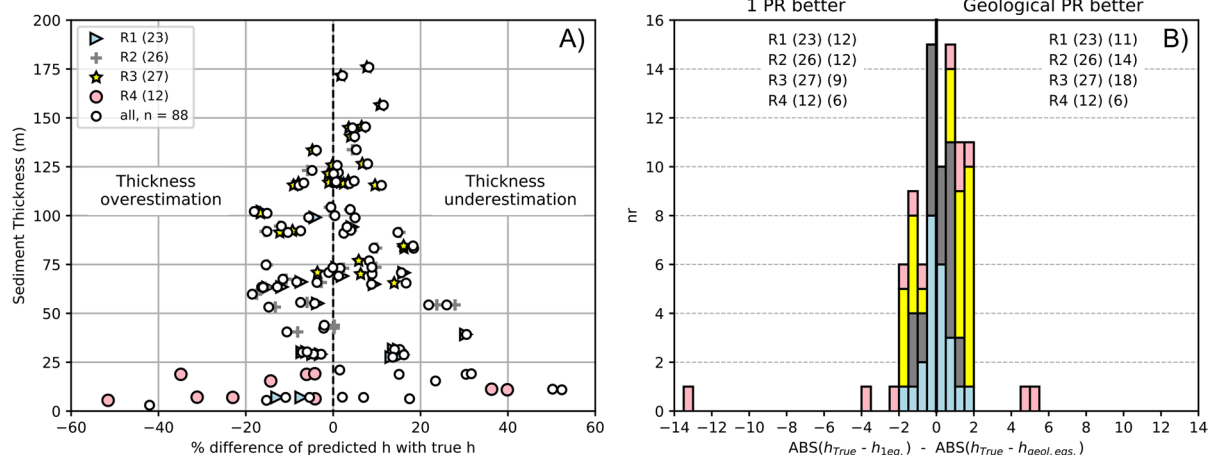 A)
R1 (23)
R2 (26)
R3 (27)
R4 (12)
all, n = 88
Thickness
overestimation
Thickness
underestimation
Sediment Thickness (m)
200
175
150
125
100
75
50
25
0
−60 −40 −20 0 20 40 60
% difference of predicted h with true h
1 PR better Geological PR better
B)
R1 (23) (12) R1 (23) (11)
R2 (26) (12) R2 (26) (14)
R3 (27) (9) R3 (27) (18)
R4 (12) (6) R4 (12) (6)
nr
16
14
12
10
8
6
4
2
0
−14 −12 −10 −8 −6 −4 −2 0 2 4 6 8 10 12 14
ABS(hTrue - h1eq.) - ABS(hTrue - hgeol.eqs.)